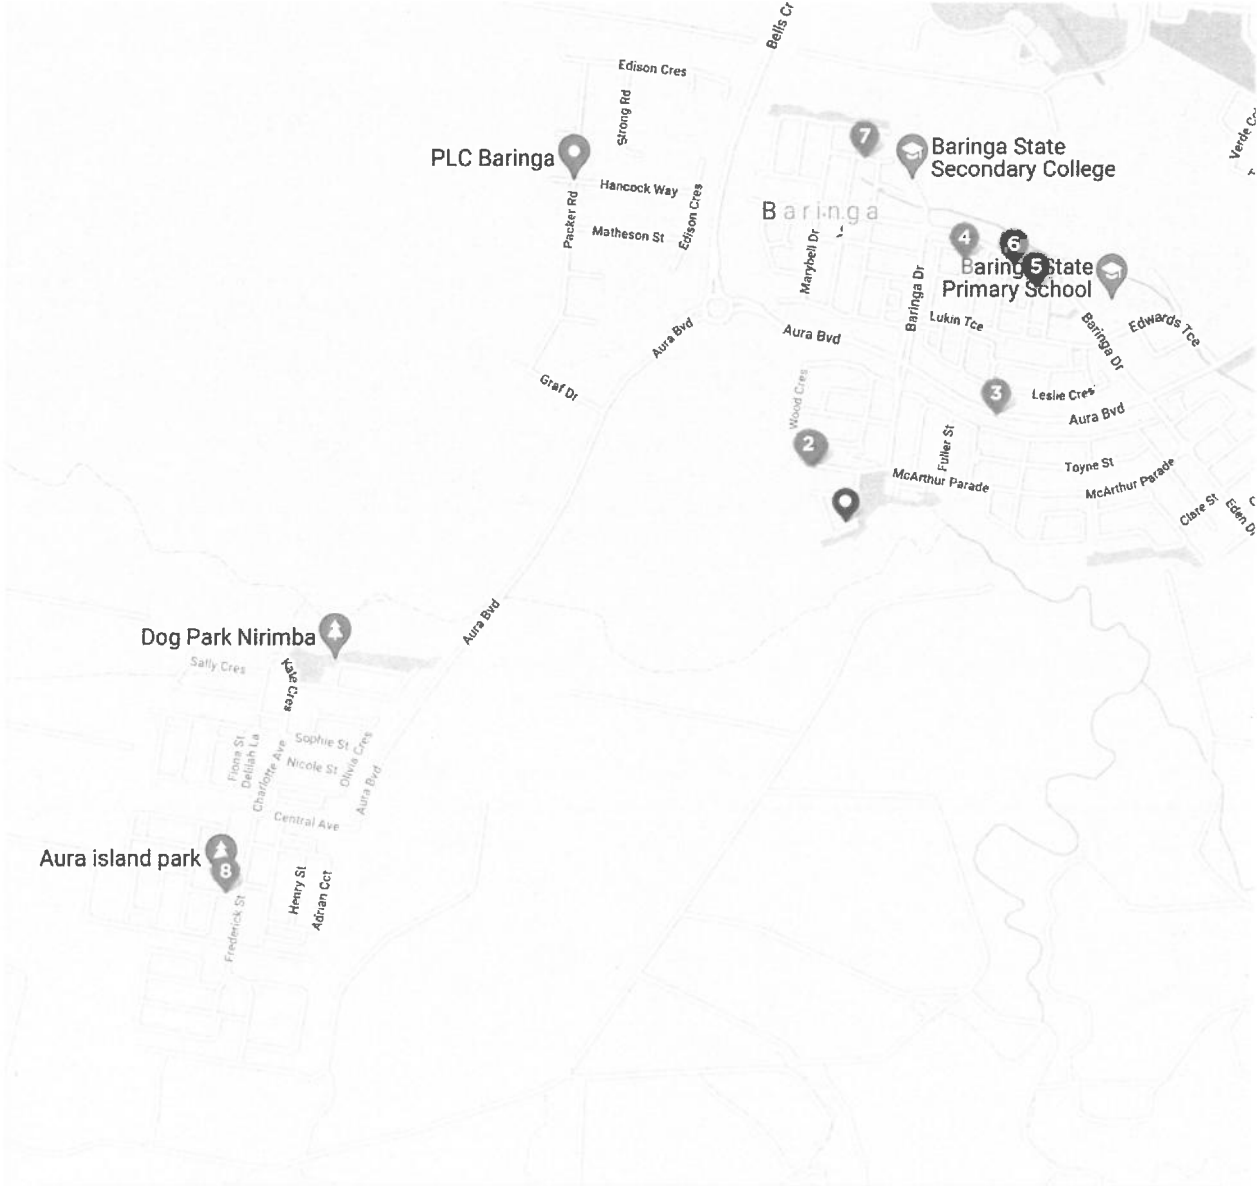 Bells Cr
Edison Cres
Strong Rd
Verde Co
7
Baringa State
Secondary College
PLC Baringa
Hancock Way
Packer Rd
Edison Cres
Matheson St
Baringa
Marybell Dr
4
6
5
Baringa State
Primary School
Baringa Dr
Lukin Tce
Baringa Dr
Edwards Tce
Aura Bvd
Aura Bvd
Graf Dr
Wood Cres
3
Leslie Cres
Aura Bvd
2
Fuller St
McArthur Parade
Toyne St
McArthur Parade
Clare St
Eden D
Aura Bvd
Dog Park Nirimba
Sally Cres
Kate Cres
Fiona St
Delilah La
Charlotte Ave
Sophie St
Nicole St
Olivia Cres
Aura Bvd
Central Ave
Aura island park
8
Henry St
Adrian Cct
Frederick St